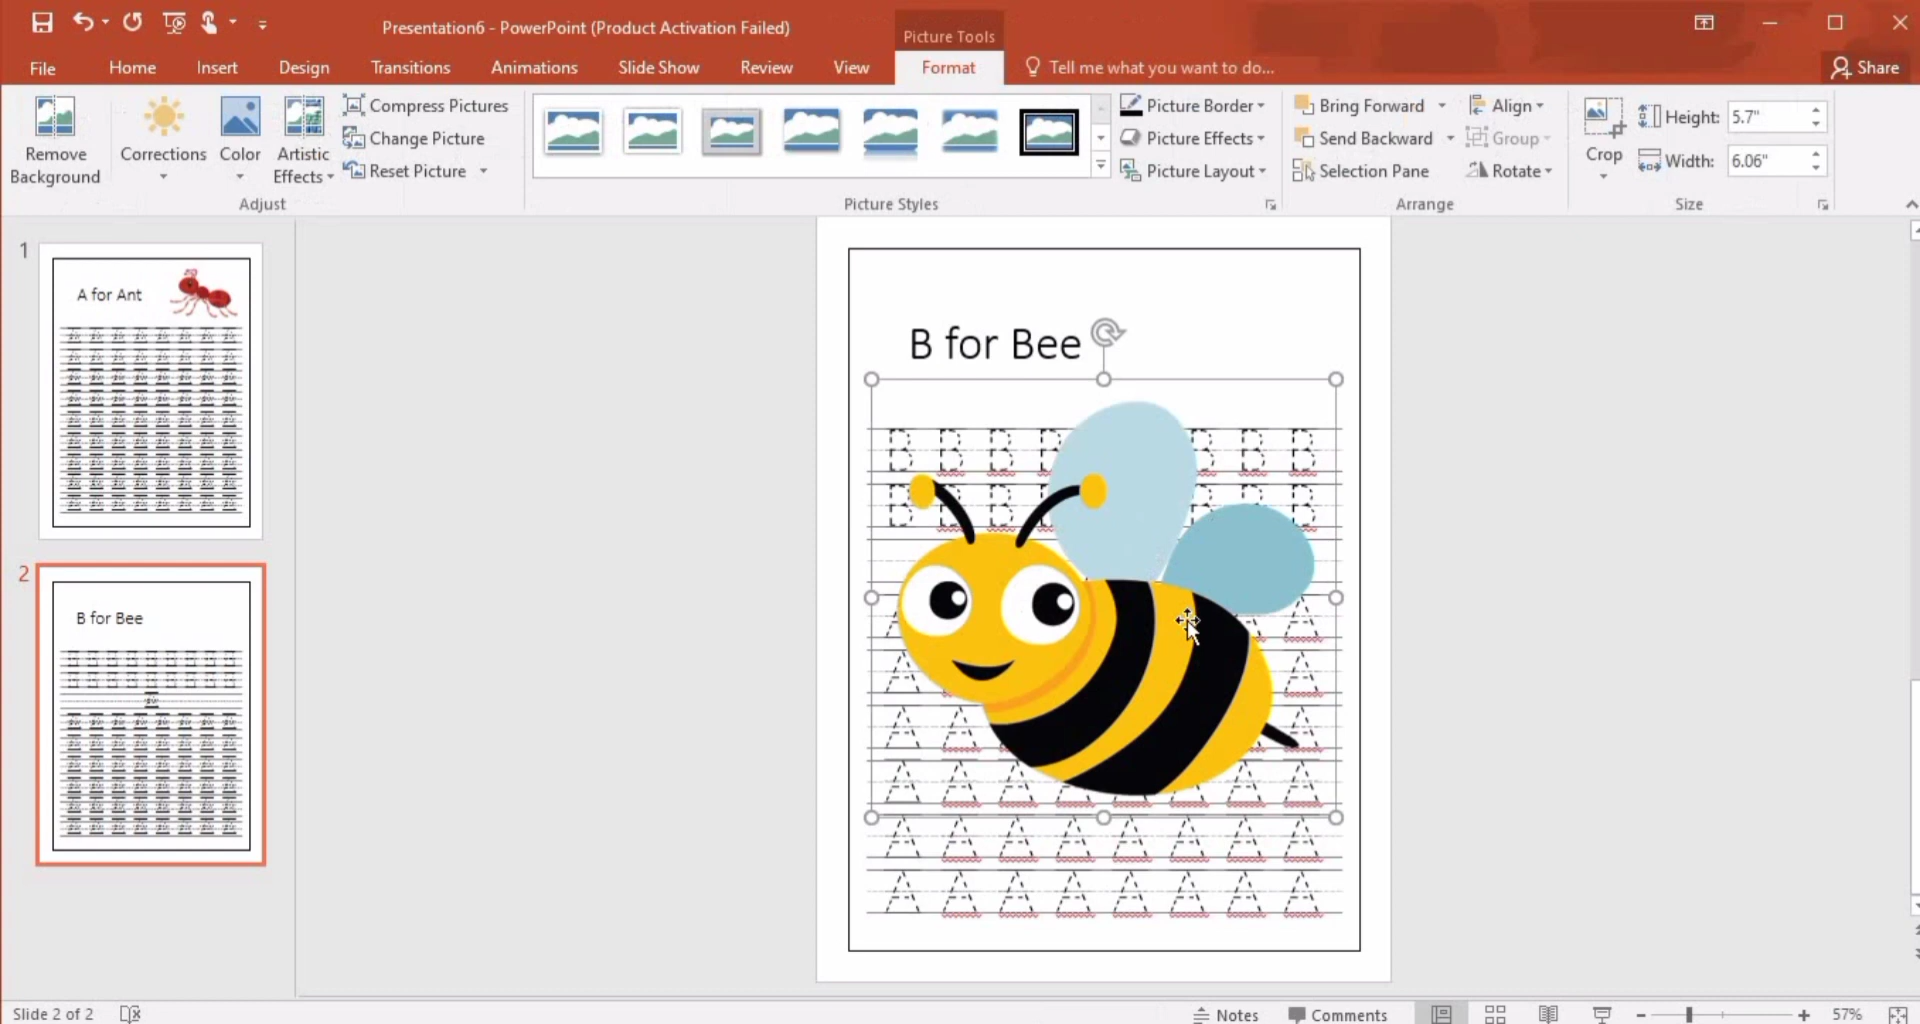 Presentation6 - PowerPoint (Product Activation Failed)
Picture Tools
File Home Insert Design Transitions Animations Slide Show Review View Format Tell me what you want to do... Share
Remove Background
Corrections
Color
Artistic Effects
Compress Pictures
Change Picture
Reset Picture
Adjust
Picture Border
Picture Effects
Picture Layout
Picture Styles
Bring Forward
Send Backward
Selection Pane
Align
Group
Rotate
Arrange
Crop
Height: 5.7"
Width: 6.06"
Size
1
A for Ant
2
B for Bee
B for Bee
B B B B B B B
B B B B B B B
A A
A A A
A A A A A
A A A A A A A A
A A A A A A A A
A A A A A A A A
Slide 2 of 2
Notes
Comments
57%